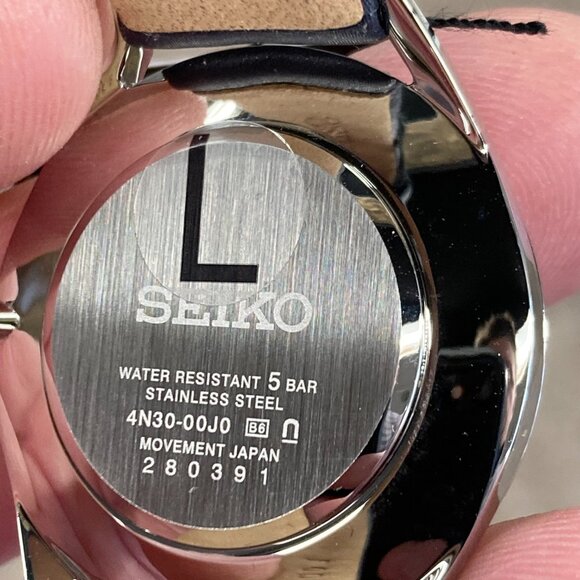 L
SEIKO
WATER RESISTANT 5 BAR
STAINLESS STEEL
4N30-00J0 B6
MOVEMENT JAPAN
280391